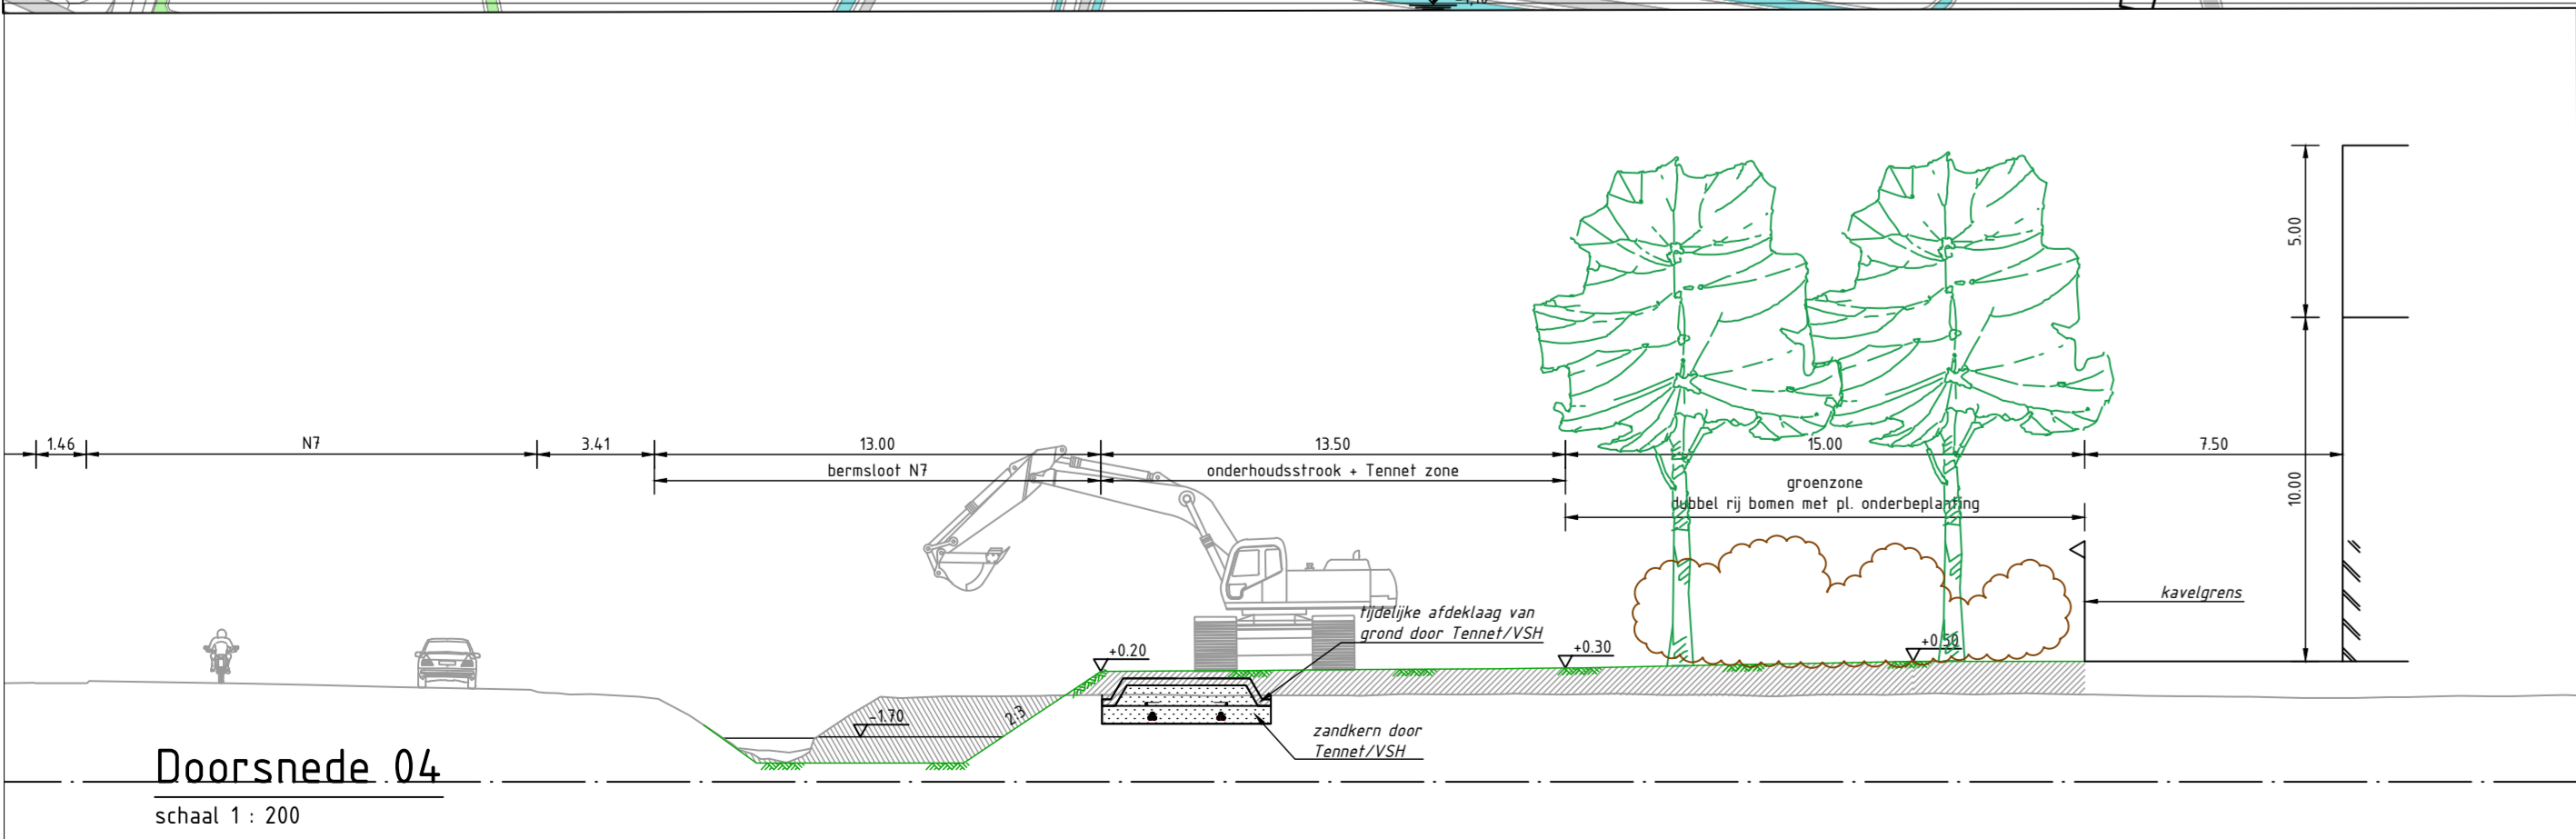 -1,70
5.00
1.46
N7
3.41
13.00
13.50
15.00
7.50
bermsloot N7
onderhoudsstrook + Tennet zone
groenzone
dubbel rij bomen met pl. onderbeplanting
10.00
kavelgrens
tijdelijke afdeklaag van
grond door Tennet/VSH
+0.20
+0.30
+0.50
-1.70
2:3
zandkern door
Tennet/VSH
Doorsnede 04
schaal 1 : 200